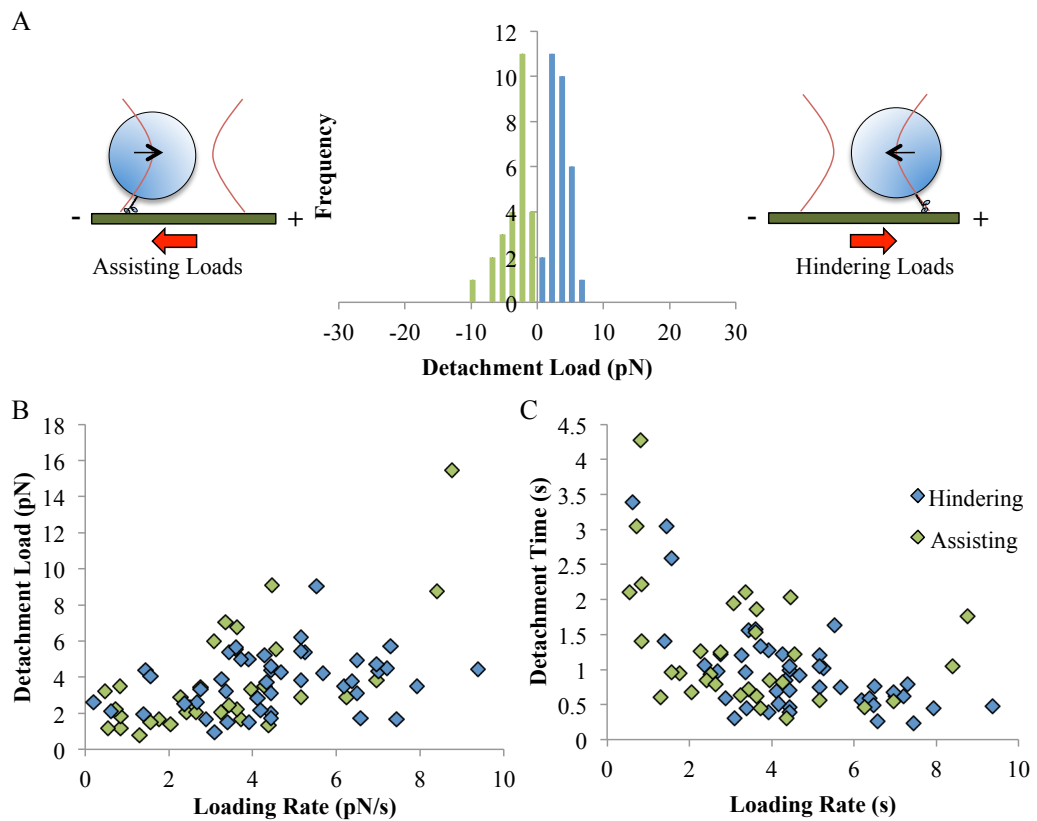 A
12
10
8
6
4
2
0
Frequency
-30 -20 -10 0 10 20 30
Detachment Load (pN)
- +
Assisting Loads
- +
Hindering Loads
B
18
16
14
12
10
8
6
4
2
0
Detachment Load (pN)
0 2 4 6 8 10
Loading Rate (pN/s)
C
4.5
4
3.5
3
2.5
2
1.5
1
0.5
0
Detachment Time (s)
Hindering
Assisting
0 2 4 6 8 10
Loading Rate (s)